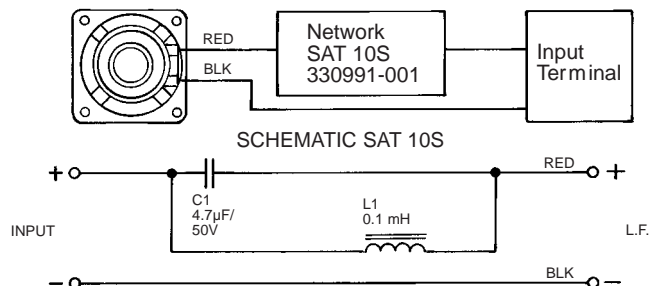 RED
BLK
Network
SAT 10S
330991-001
Input
Terminal
SCHEMATIC SAT 10S
+
C1
4.7µF/
50V
L1
0.1 mH
RED
+
INPUT
L.F.
–
BLK
–